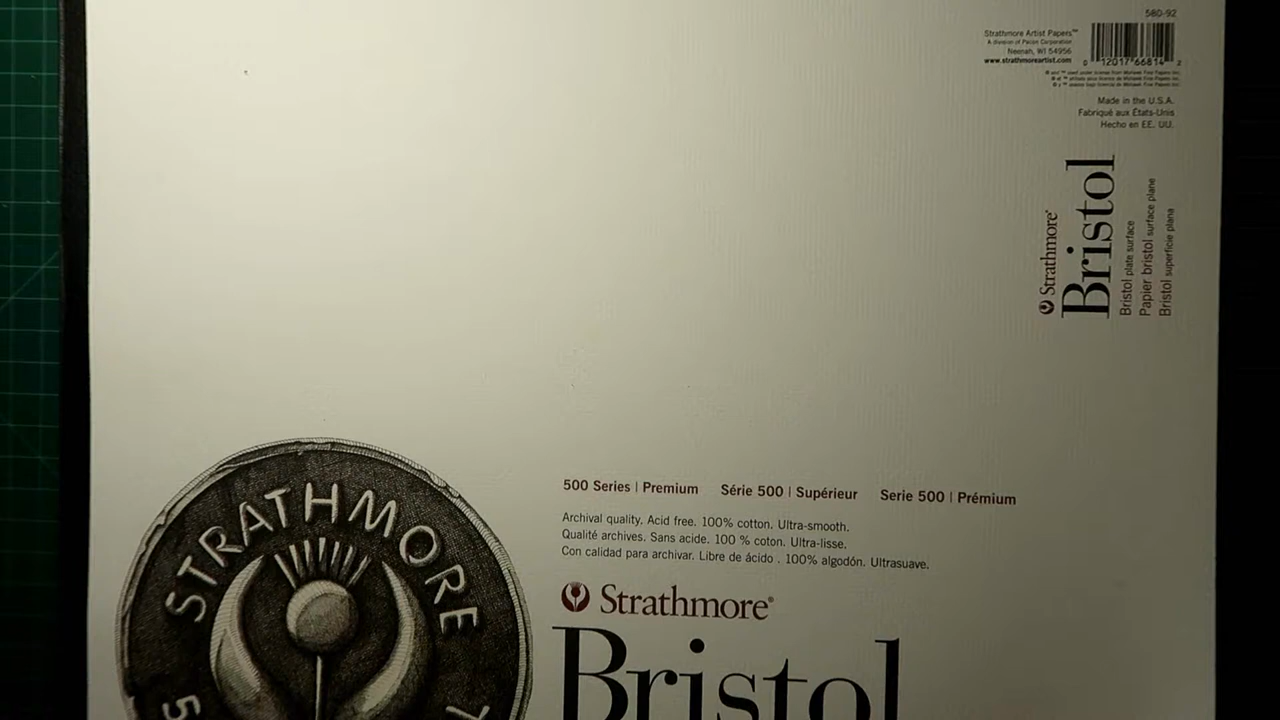 580-92
Strathmore Artist Papers™
A division of Pacon Corporation
Neenah, WI 54956
www.strathmoreartist.com
0 12017 66814 2
Made in the U.S.A.
Fabriqué aux États-Unis
Hecho en EE. UU.
Strathmore®
Bristol
Bristol plate surface
Papier bristol surface plane
Bristol superficie plana
STRATHMORE
500 Series | Premium Série 500 | Supérieur Serie 500 | Prémium
Archival quality. Acid free. 100% cotton. Ultra-smooth.
Qualité archives. Sans acide. 100 % coton. Ultra-lisse.
Con calidad para archivar. Libre de ácido . 100% algodón. Ultrasuave.
Strathmore®
Bristol